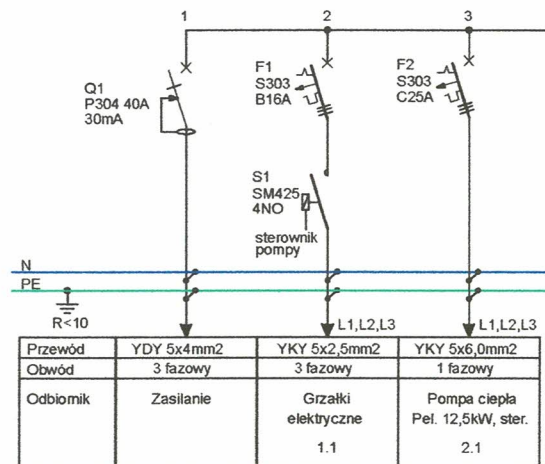 1
2
3
Q1
P304 40A
30mA
F1
S303
B16A
F2
S303
C25A
S1
SM425
4NO
sterownik
pompy
N
PE
R<10
L1,L2,L3
L1,L2,L3
Przewód YDY 5x4mm2 YKY 5x2,5mm2 YKY 5x6,0mm2
Obwód 3 fazowy 3 fazowy 1 fazowy
Odbiornik Zasilanie Grzałki Pompa ciepła
elektryczne Pel. 12,5kW, ster.
1.1 2.1